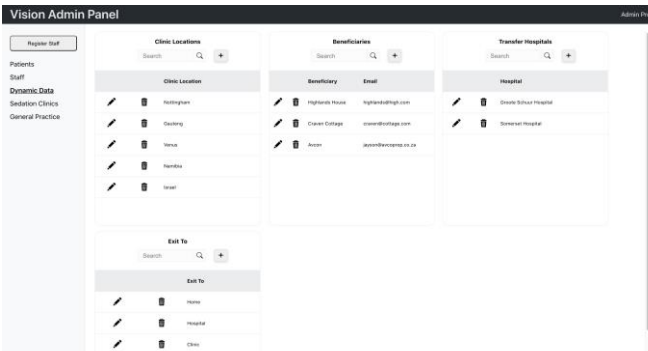 Vision Admin Panel
Admin Pro
Register Staff
Patients
Staff
Dynamic Data
Sedation Clinics
General Practice
Clinic Locations
Search
+
Clinic Location
Nottingham
Gauteng
Venus
Namibia
Israel
Beneficiaries
Search
+
Beneficiary Email
Highlands House highlands@high.com
Craven Cottage craven@cottage.com
Avcon
Transfer Hospitals
Search
+
Hospital
Groote Schuur Hospital
Somerset Hospital
Exit To
Search
+
Exit To
Home
Hospital
Clinic